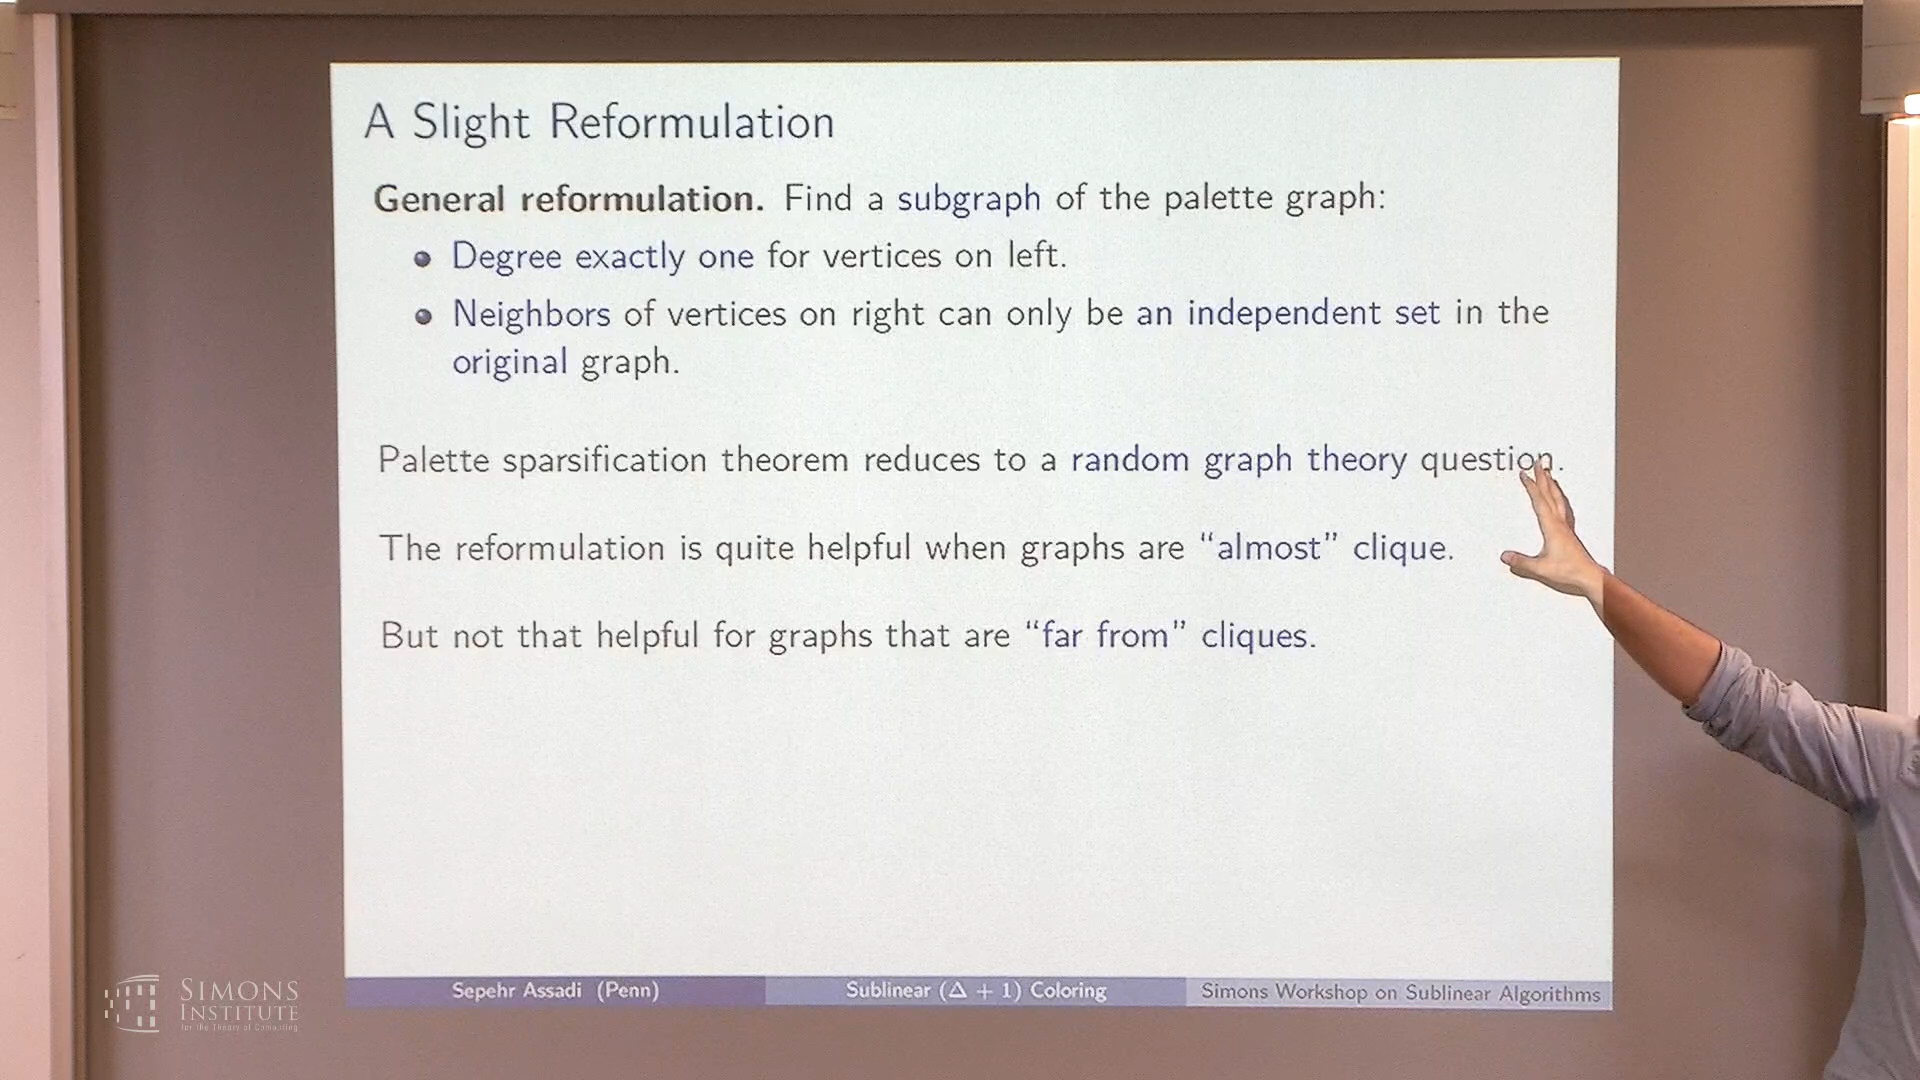 A Slight Reformulation
General reformulation. Find a subgraph of the palette graph:
Degree exactly one for vertices on left.
Neighbors of vertices on right can only be an independent set in the
original graph.
Palette sparsification theorem reduces to a random graph theory question.
The reformulation is quite helpful when graphs are “almost” clique.
But not that helpful for graphs that are “far from” cliques.
Sepehr Assadi (Penn)
Sublinear (Δ + 1) Coloring
Simons Workshop on Sublinear Algorithms
SIMONS
INSTITUTE
for the Theory of Computing